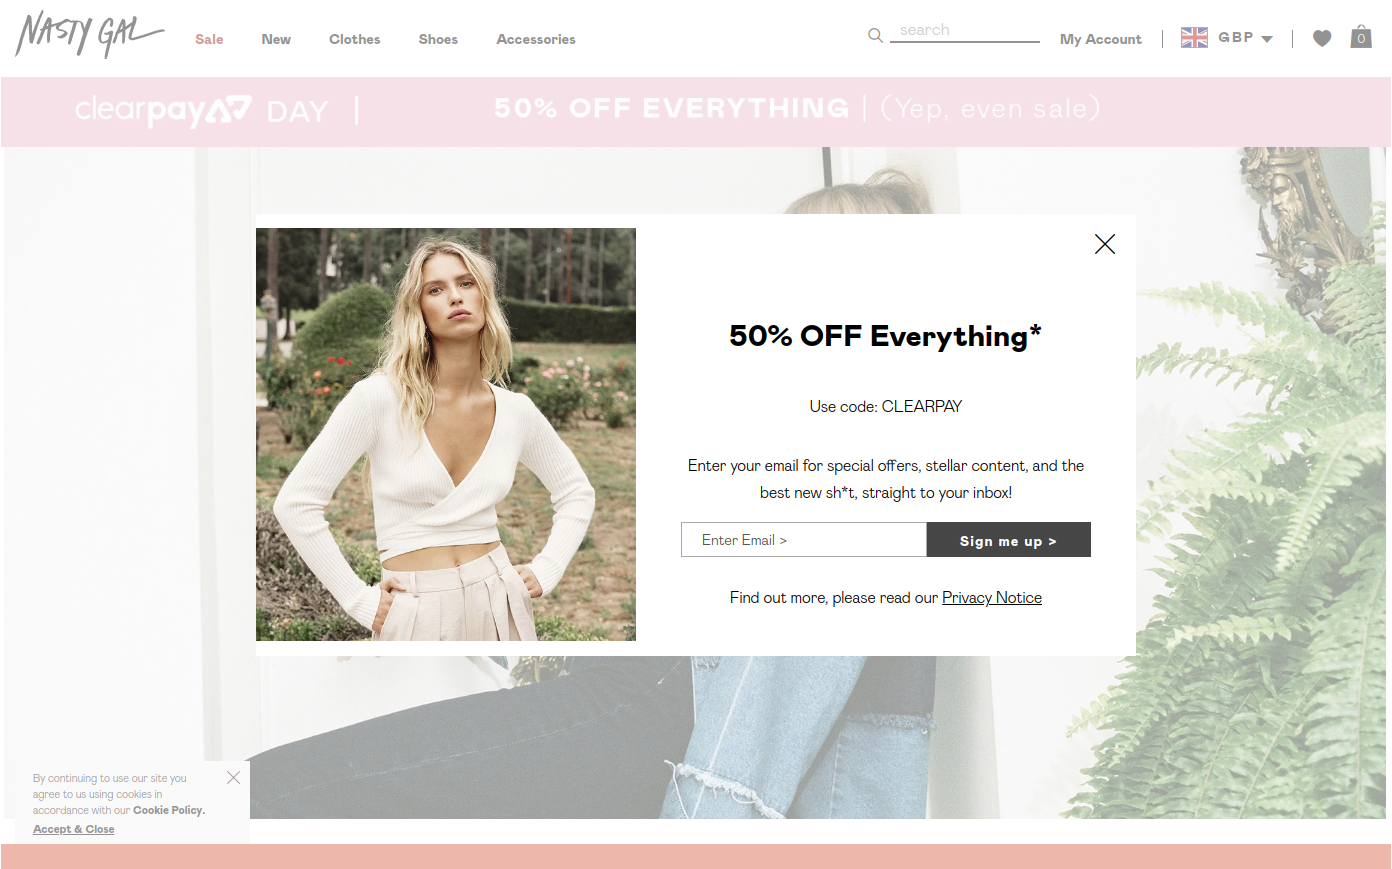 NASTY GAL
Sale New Clothes Shoes Accessories
search
My Account
GBP
0
clearpay DAY | 50% OFF EVERYTHING | (Yep, even sale)
50% OFF Everything*
Use code: CLEARPAY
Enter your email for special offers, stellar content, and the
best new sh*t, straight to your inbox!
Enter Email >
Sign me up >
Find out more, please read our Privacy Notice
By continuing to use our site you
agree to us using cookies in
accordance with our Cookie Policy.
Accept & Close